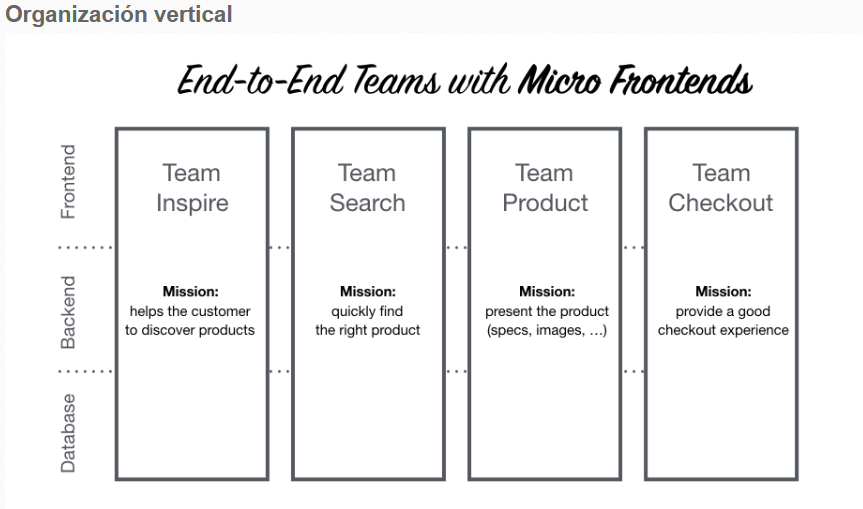 Organización vertical
End-to-End Teams with Micro Frontends
Frontend
Backend
Database
Team
Inspire
Mission:
helps the customer
to discover products
Team
Search
Mission:
quickly find
the right product
Team
Product
Mission:
present the product
(specs, images, ...)
Team
Checkout
Mission:
provide a good
checkout experience